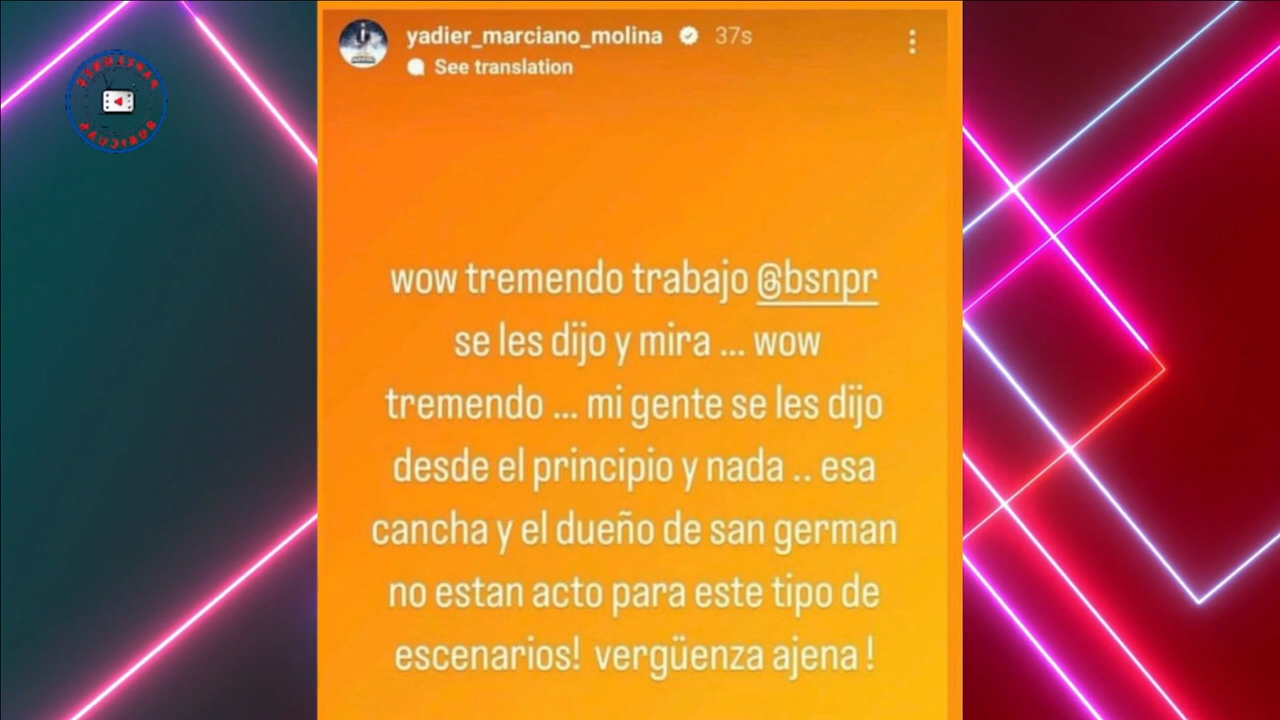 yadier_marciano_molina 37s
See translation
wow tremendo trabajo @bsnpr
se les dijo y mira ... wow
tremendo ... mi gente se les dijo
desde el principio y nada .. esa
cancha y el dueño de san german
no estan acto para este tipo de
escenarios! vergüenza ajena !